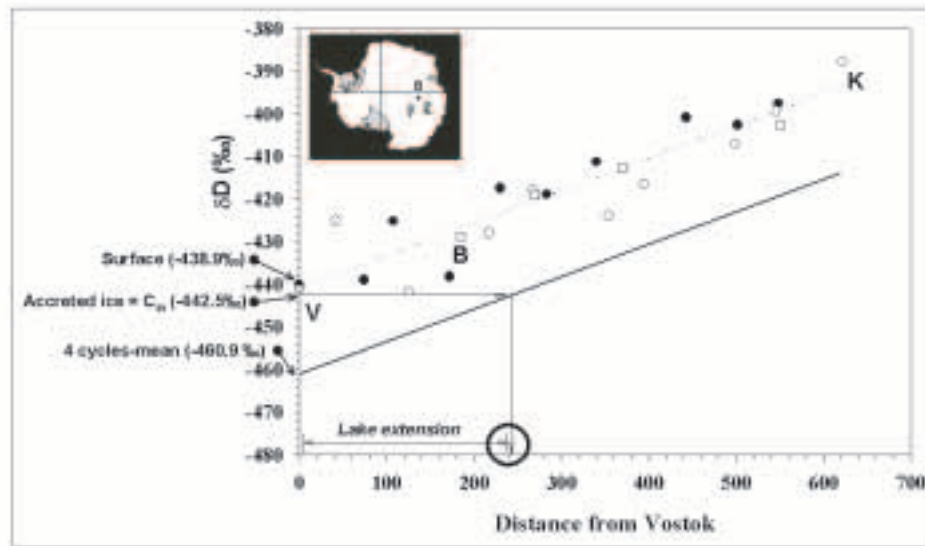 -380
-390
-400
-410
-420
-430
-440
-450
-460
-470
-480
δD (‰)
K
B
V
Surface (-438.9‰)
Accreted ice = Cin (-442.5‰)
4 cycles-mean (-460.9 ‰)
Lake extension
0 100 200 300 400 500 600 700
Distance from Vostok